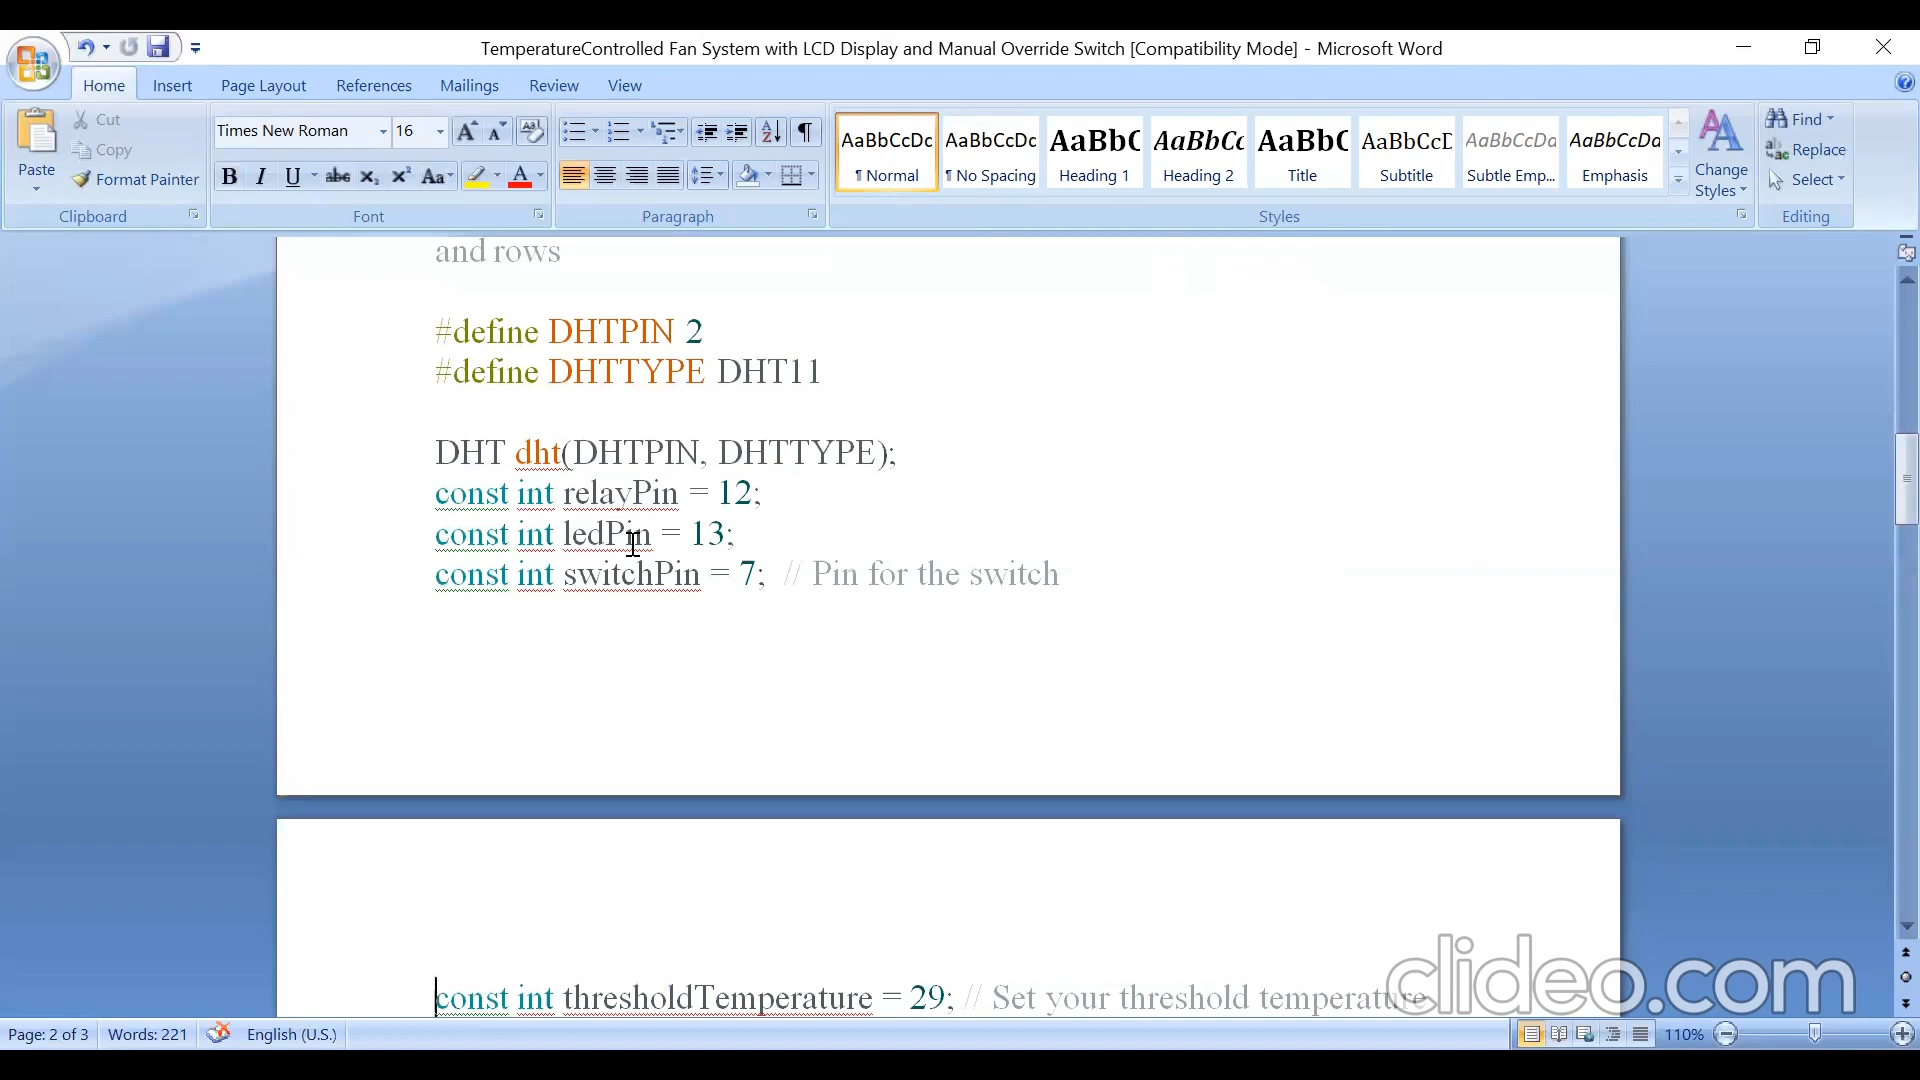 TemperatureControlled Fan System with LCD Display and Manual Override Switch [Compatibility Mode] - Microsoft Word
Home Insert Page Layout References Mailings Review View
Paste
Cut
Copy
Format Painter
Clipboard
Times New Roman 16
Font
Paragraph
AaBbCcDc AaBbCcDc AaBbC AaBbCc AaBbC AaBbCcD AaBbCcDa AaBbCcDa
¶ Normal ¶ No Spacing Heading 1 Heading 2 Title Subtitle Subtle Emp... Emphasis
Styles
Change Styles
Find
Replace
Select
Editing
and rows
#define DHTPIN 2
#define DHTTYPE DHT11
DHT dht(DHTPIN, DHTTYPE);
const int relayPin = 12;
const int ledPin = 13;
const int switchPin = 7;  // Pin for the switch
const int thresholdTemperature = 29; // Set your threshold temperature
clideo.com
Page: 2 of 3 Words: 221 English (U.S.) 110%